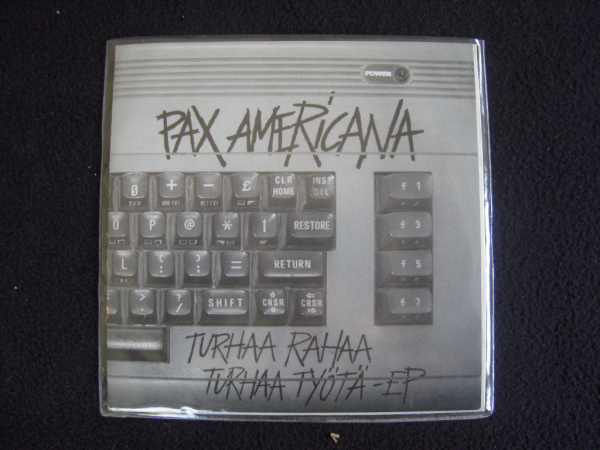 POWER
PAX AMERICANA
0 + - £ CLR HOME INST DEL f 1
O P @ * ↑ RESTORE f 3
L [ : ] ; = RETURN f 5
> . ? / SHIFT CRSR CRSR f 7
TURHAA RAHAA
TURHAA TYÖTÄ-EP